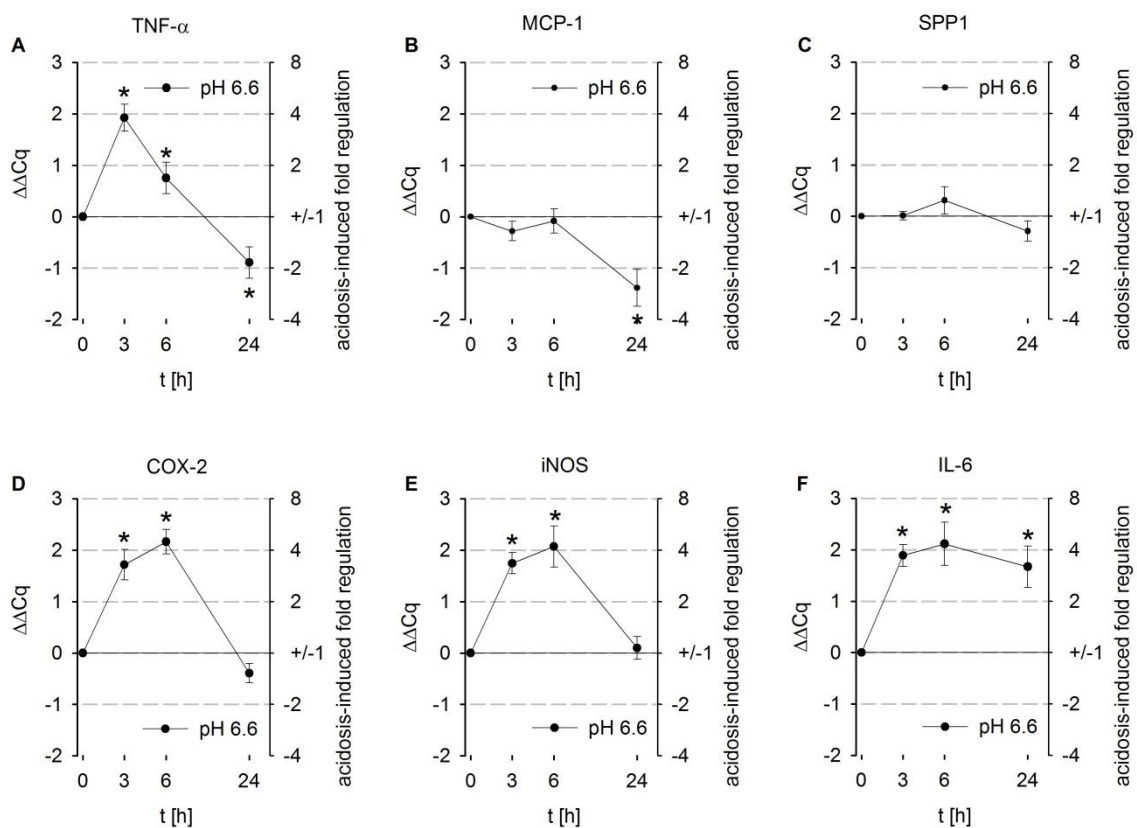 TNF-α
A
3
2
1
0
-1
-2
ΔΔCq
pH 6.6
*
*
*
8
4
2
+/-1
-2
-4
acidosis-induced fold regulation
0 3 6 24
t [h]
MCP-1
B
3
2
1
0
-1
-2
ΔΔCq
pH 6.6
*
8
4
2
+/-1
-2
-4
acidosis-induced fold regulation
0 3 6 24
t [h]
SPP1
C
3
2
1
0
-1
-2
ΔΔCq
pH 6.6
8
4
2
+/-1
-2
-4
acidosis-induced fold regulation
0 3 6 24
t [h]
COX-2
D
3
2
1
0
-1
-2
ΔΔCq
*
*
pH 6.6
8
4
2
+/-1
-2
-4
acidosis-induced fold regulation
0 3 6 24
t [h]
iNOS
E
3
2
1
0
-1
-2
ΔΔCq
*
*
pH 6.6
8
4
2
+/-1
-2
-4
acidosis-induced fold regulation
0 3 6 24
t [h]
IL-6
F
3
2
1
0
-1
-2
ΔΔCq
*
*
*
pH 6.6
8
4
2
+/-1
-2
-4
acidosis-induced fold regulation
0 3 6 24
t [h]